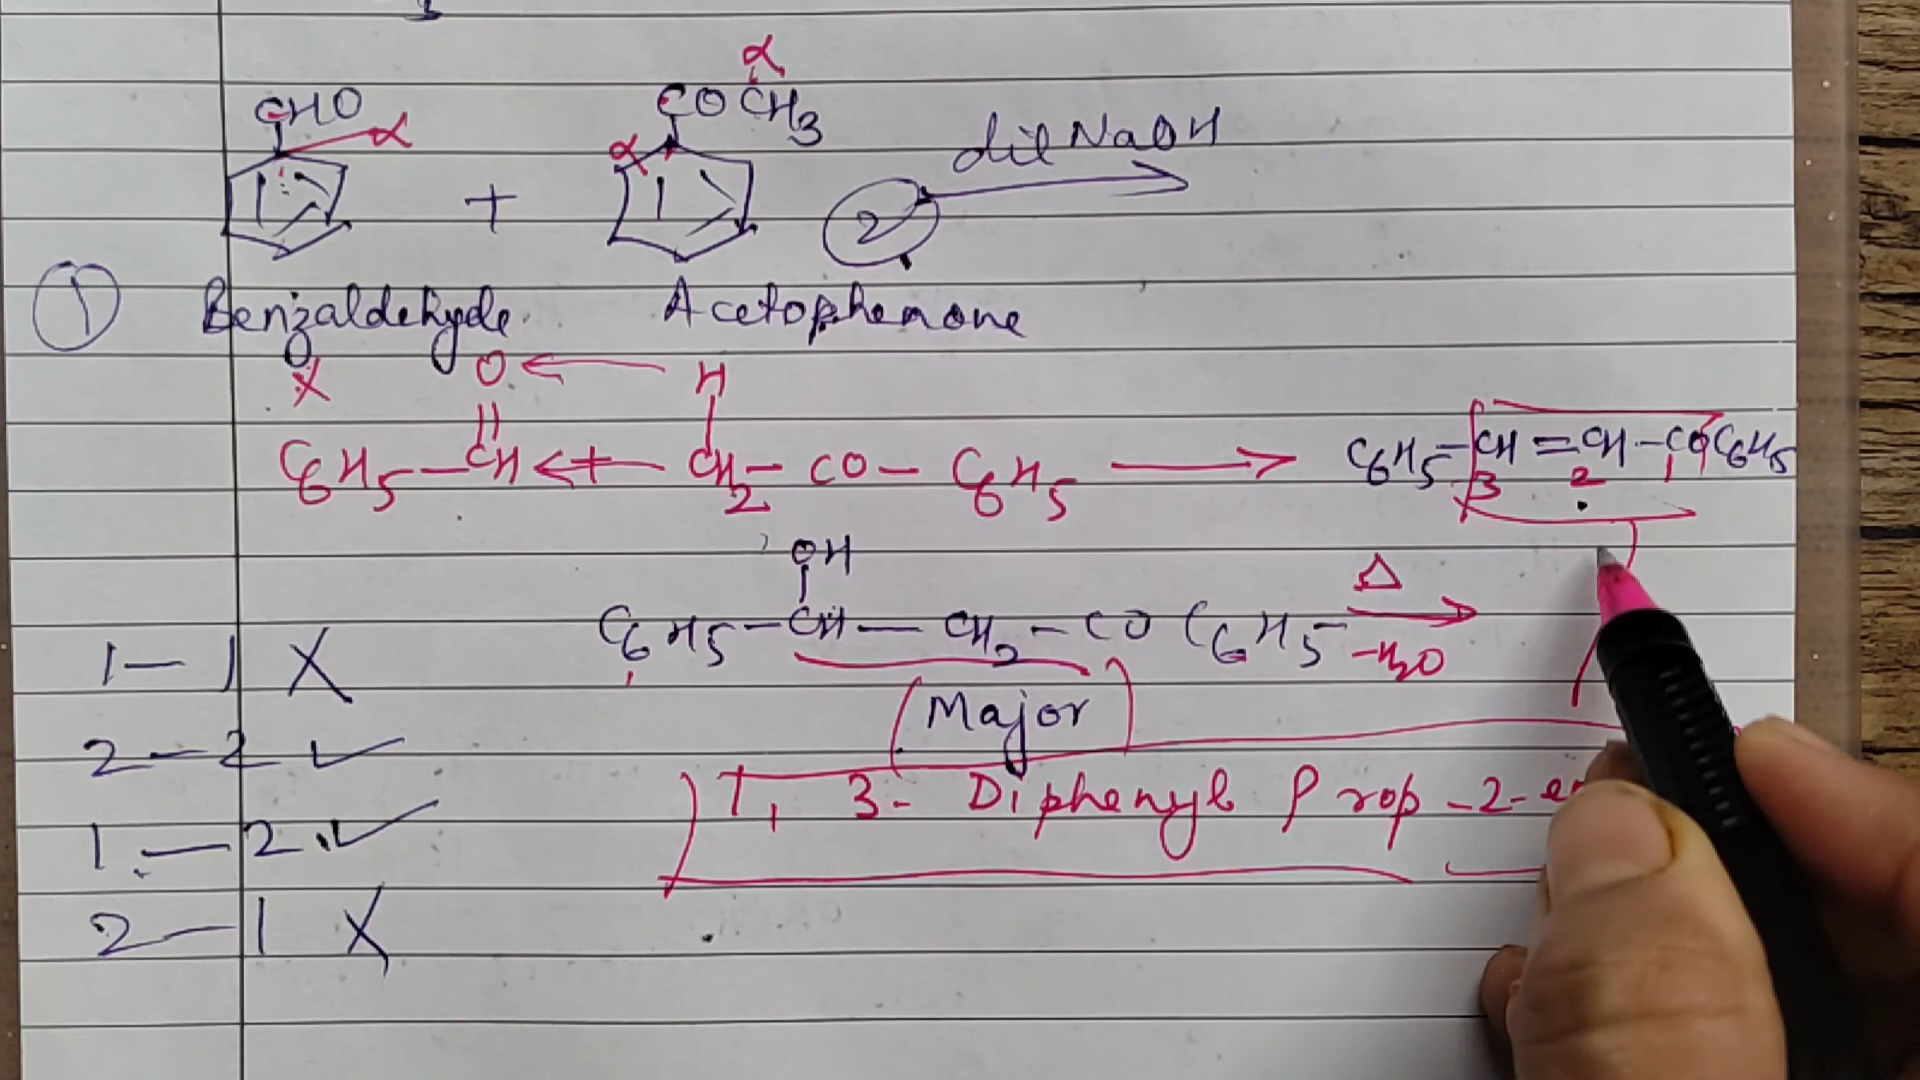 α
CHO COCH3
α α dil NaOH
+ 2
1 Benzaldehyde Acetophenone
X O ← H
C6H5 – CH ← + CH2 – CO – C6H5 → C6H5 – CH = CH – COC6H5
3 2 1
OH
C6H5 – CH – CH2 – CO C6H5 Δ → -H2O
1 – 1 X
(Major)
2 – 2 ✓
1, 3 - Diphenyl Prop - 2 - en
1 – 2 ✓
2 – 1 X